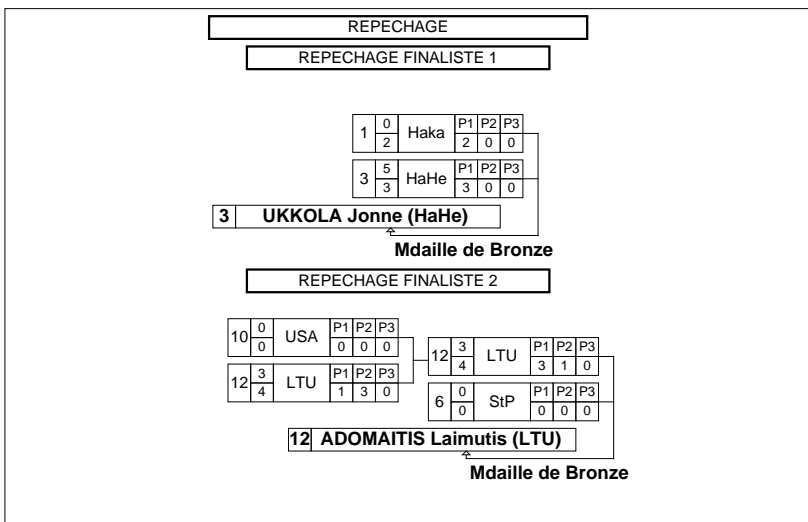 REPECHAGE
REPECHAGE FINALISTE 1
1 0 2 Haka P1 P2 P3 2 0 0
3 5 3 HaHe P1 P2 P3 3 0 0
3 UKKOLA Jonne (HaHe)
Mdaille de Bronze
REPECHAGE FINALISTE 2
10 0 0 USA P1 P2 P3 0 0 0
12 3 4 LTU P1 P2 P3 1 3 0
12 3 4 LTU P1 P2 P3 3 1 0
6 0 0 StP P1 P2 P3 0 0 0
12 ADOMAITIS Laimutis (LTU)
Mdaille de Bronze